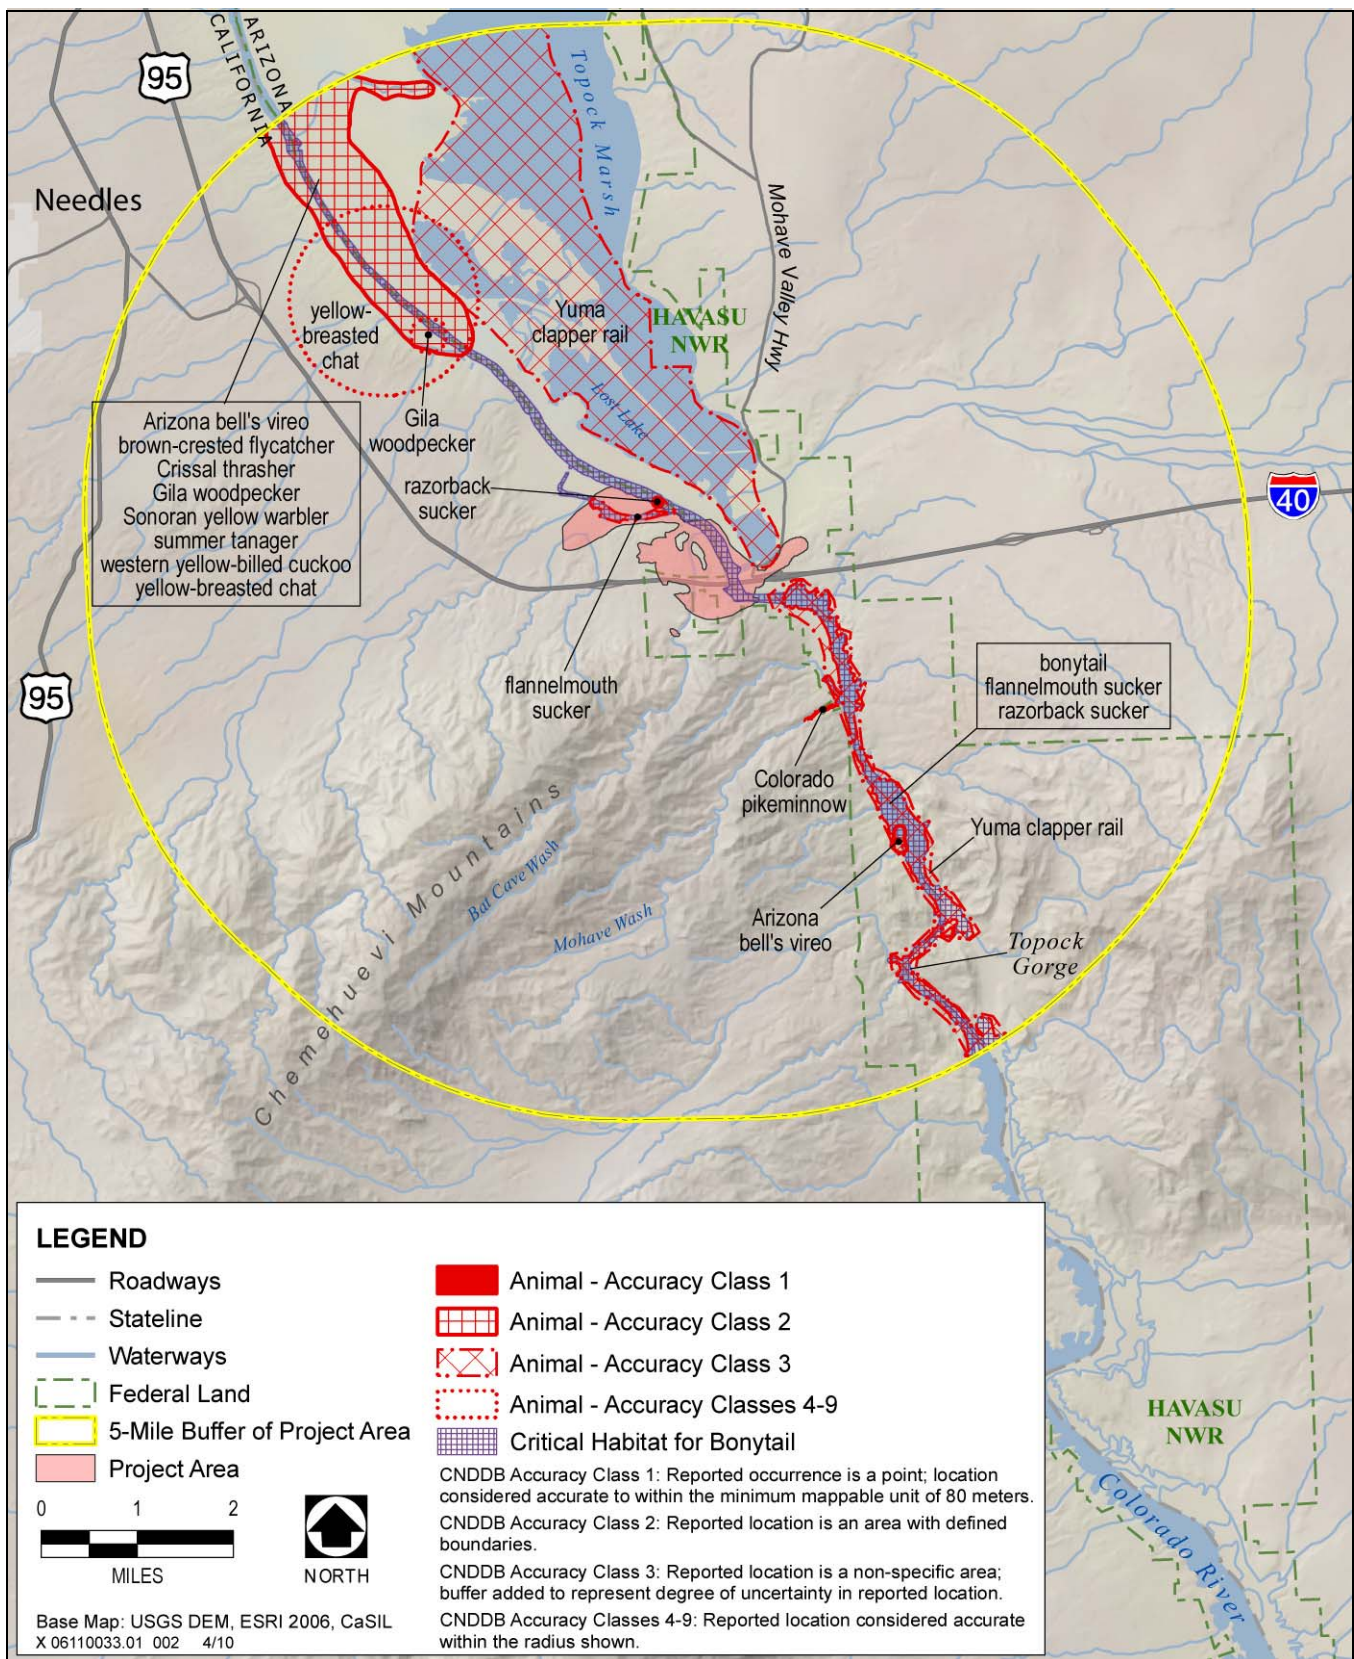 ARIZONA
CALIFORNIA
95
Needles
Topock Marsh
Mohave Valley Hwy
yellow-
breasted
chat
Yuma
clapper rail
HAVASU
NWR
Lost Lake
Gila
woodpecker
Arizona bell's vireo
brown-crested flycatcher
Crissal thrasher
Gila woodpecker
Sonoran yellow warbler
summer tanager
western yellow-billed cuckoo
yellow-breasted chat
razorback
sucker
40
95
flannelmouth
sucker
bonytail
flannelmouth sucker
razorback sucker
Colorado
pikeminnow
Yuma clapper rail
Chemehuevi Mountains
Bat Cave Wash
Mohave Wash
Arizona
bell's vireo
Topock
Gorge
LEGEND
Roadways
Stateline
Waterways
Federal Land
5-Mile Buffer of Project Area
Project Area
0 1 2
MILES
NORTH
Base Map: USGS DEM, ESRI 2006, CaSIL
X 06110033.01 002 4/10
Animal - Accuracy Class 1
Animal - Accuracy Class 2
Animal - Accuracy Class 3
Animal - Accuracy Classes 4-9
Critical Habitat for Bonytail
CNDDB Accuracy Class 1: Reported occurrence is a point; location
considered accurate to within the minimum mappable unit of 80 meters.
CNDDB Accuracy Class 2: Reported location is an area with defined
boundaries.
CNDDB Accuracy Class 3: Reported location is a non-specific area;
buffer added to represent degree of uncertainty in reported location.
CNDDB Accuracy Classes 4-9: Reported location considered accurate
within the radius shown.
HAVASU
NWR
Colorado River